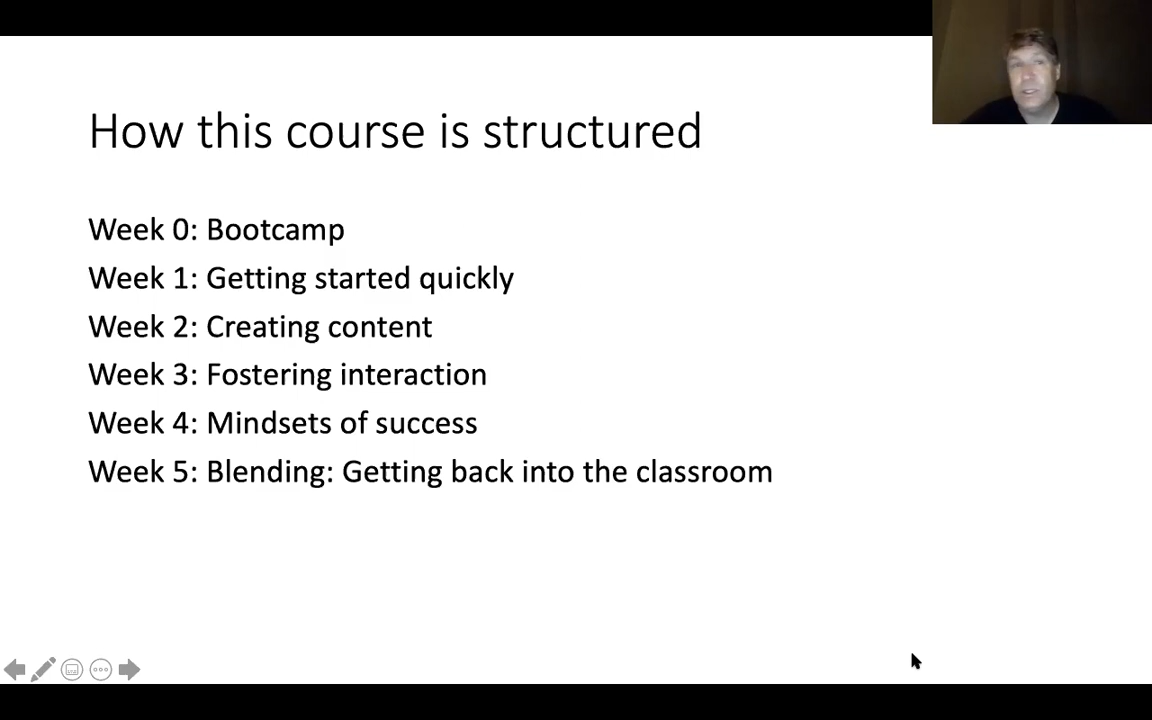 How this course is structured
Week 0: Bootcamp
Week 1: Getting started quickly
Week 2: Creating content
Week 3: Fostering interaction
Week 4: Mindsets of success
Week 5: Blending: Getting back into the classroom